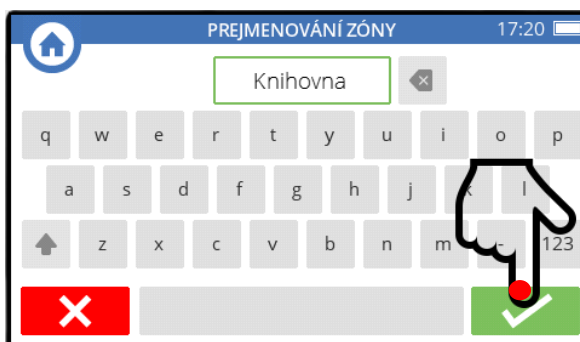 PREJMENOVÁNÍ ZÓNY 17:20
Knihovna
q w e r t y u i o p
a s d f g h j k l
z x c v b n m - 123